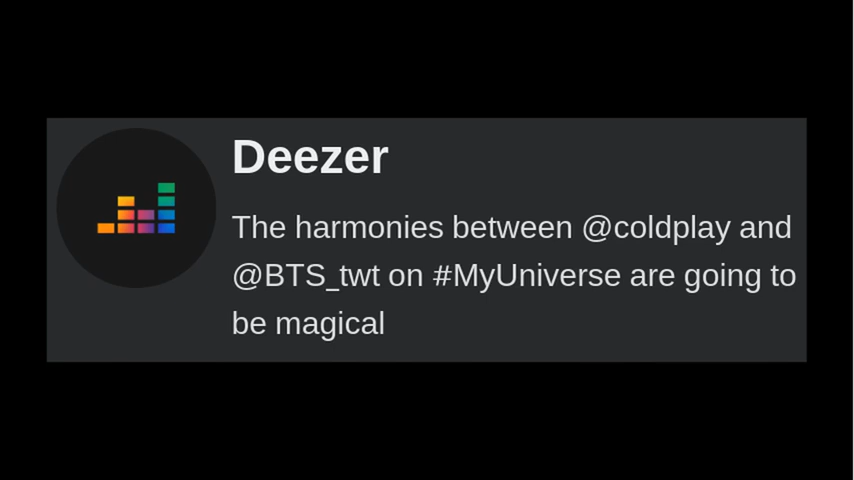 Deezer
The harmonies between @coldplay and
@BTS_twt on #MyUniverse are going to
be magical